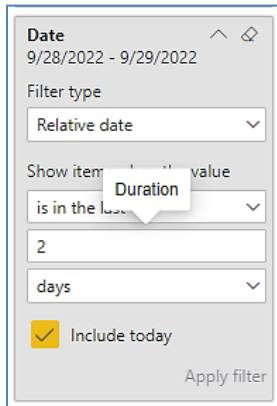 Date
9/28/2022 - 9/29/2022
Filter type
Relative date
Show item value
Duration
is in the last
2
days
Include today
Apply filter